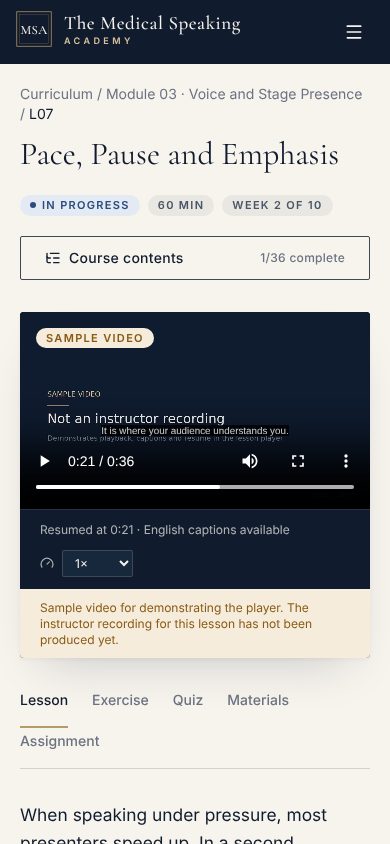 MSA
The Medical Speaking
ACADEMY
Curriculum / Module 03 · Voice and Stage Presence
/ L07
Pace, Pause and Emphasis
IN PROGRESS
60 MIN
WEEK 2 OF 10
Course contents
1/36 complete
SAMPLE VIDEO
SAMPLE VIDEO
Not an instructor recording
It is where your audience understands you.
Demonstrates playback, captions and resume in the lesson player
0:21 / 0:36
Resumed at 0:21 · English captions available
1×
Sample video for demonstrating the player. The
instructor recording for this lesson has not been
produced yet.
Lesson Exercise Quiz Materials
Assignment
When speaking under pressure, most
presenters speed up. In a second